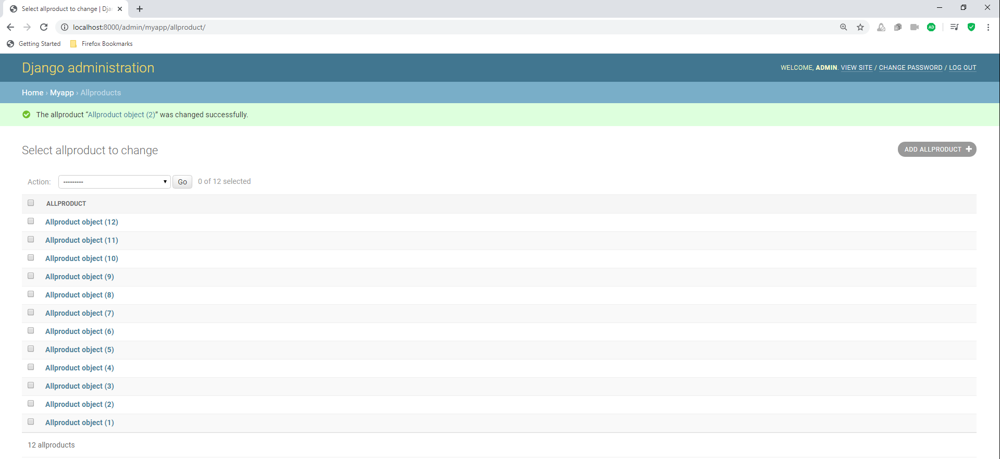 Select allproduct to change | Dja
localhost:8000/admin/myapp/allproduct/
AD
Getting Started Firefox Bookmarks
Django administration
WELCOME, ADMIN. VIEW SITE / CHANGE PASSWORD / LOG OUT
Home › Myapp › Allproducts
The allproduct “Allproduct object (2)” was changed successfully.
Select allproduct to change
ADD ALLPRODUCT +
Action: --------- Go 0 of 12 selected
ALLPRODUCT
Allproduct object (12)
Allproduct object (11)
Allproduct object (10)
Allproduct object (9)
Allproduct object (8)
Allproduct object (7)
Allproduct object (6)
Allproduct object (5)
Allproduct object (4)
Allproduct object (3)
Allproduct object (2)
Allproduct object (1)
12 allproducts